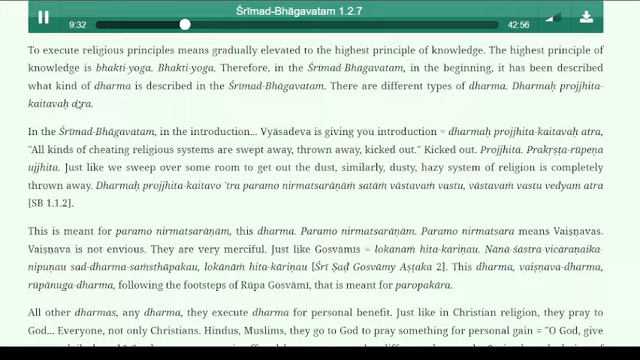 Śrīmad-Bhāgavatam 1.2.7
9:32
42:56
To execute religious principles means gradually elevated to the highest principle of knowledge. The highest principle of
knowledge is bhakti-yoga. Bhakti-yoga. Therefore, in the Śrīmad-Bhāgavatam, in the beginning, it has been described
what kind of dharma is described in the Śrīmad-Bhāgavatam. There are different types of dharma. Dharmaḥ projjhita-
kaitavaḥ atra.
In the Śrīmad-Bhāgavatam, in the introduction... Vyāsadeva is giving you introduction = dharmaḥ projjhita-kaitavaḥ atra,
"All kinds of cheating religious systems are swept away, thrown away, kicked out." Kicked out. Projjhita. Prakṛṣṭa-rūpeṇa
ujjhita. Just like we sweep over some room to get out the dust, similarly, dusty, hazy system of religion is completely
thrown away. Dharmaḥ projjhita-kaitavo 'tra paramo nirmatsarāṇāṁ satāṁ vāstavaṁ vastu, vāstavaṁ vastu vedyam atra
[SB 1.1.2].
This is meant for paramo nirmatsarāṇām, this dharma. Paramo nirmatsarāṇām. Paramo nirmatsara means Vaiṣṇavas.
Vaiṣṇava is not envious. They are very merciful. Just like Gosvāmīs = lokānāṁ hita-kāriṇau. Nānā-śāstra-vicāraṇaika-
nipuṇau sad-dharma-saṁsthāpakau, lokānāṁ hita-kāriṇau [Śrī Ṣaḍ Gosvāmy Aṣṭaka 2]. This dharma, vaiṣṇava-dharma,
rūpānuga-dharma, following the footsteps of Rūpa Gosvāmī, that is meant for paropakāra.
All other dharmas, any dharma, they execute dharma for personal benefit. Just like in Christian religion, they pray to
God... Everyone, not only Christians. Hindus, Muslims, they go to God to pray something for personal gain = "O God, give